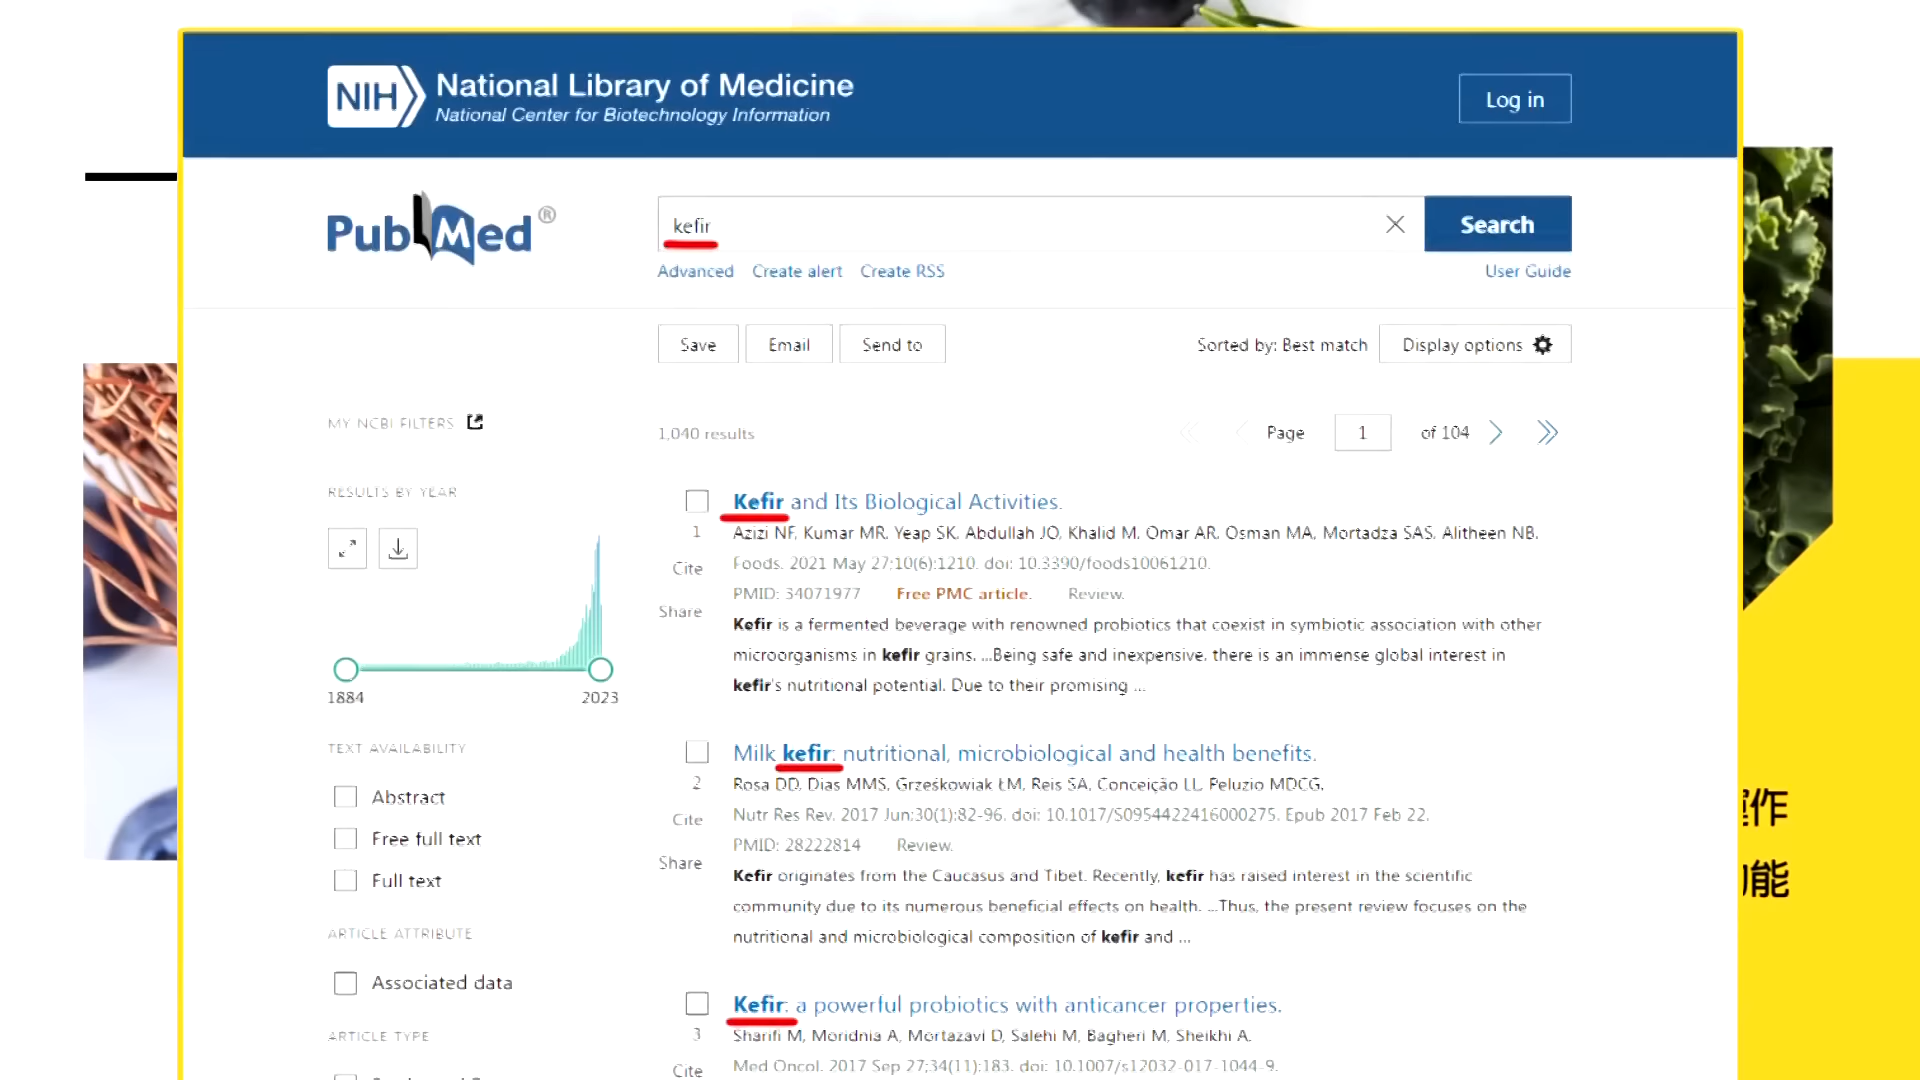 NIH National Library of Medicine
National Center for Biotechnology Information
Log in
PubMed®
kefir
Search
Advanced Create alert Create RSS
User Guide
Save Email Send to
Sorted by: Best match Display options
MY NCBI FILTERS
1,040 results
Page 1 of 104
RESULTS BY YEAR
1884 2023
TEXT AVAILABILITY
Abstract
Free full text
Full text
ARTICLE ATTRIBUTE
Associated data
ARTICLE TYPE
Kefir and Its Biological Activities.
1
Azizi NF, Kumar MR, Yeap SK, Abdullah JO, Khalid M, Omar AR, Osman MA, Mortadza SAS, Alitheen NB.
Cite
Foods. 2021 May 27;10(6):1210. doi: 10.3390/foods10061210.
PMID: 34071977 Free PMC article. Review.
Share
Kefir is a fermented beverage with renowned probiotics that coexist in symbiotic association with other
microorganisms in kefir grains. ...Being safe and inexpensive, there is an immense global interest in
kefir's nutritional potential. Due to their promising ...
Milk kefir: nutritional, microbiological and health benefits.
2
Rosa DD, Dias MMS, Grześkowiak ŁM, Reis SA, Conceição LL, Peluzio MDCG.
Cite
Nutr Res Rev. 2017 Jun;30(1):82-96. doi: 10.1017/S0954422416000275. Epub 2017 Feb 22.
PMID: 28222814 Review.
Share
Kefir originates from the Caucasus and Tibet. Recently, kefir has raised interest in the scientific
community due to its numerous beneficial effects on health. ...Thus, the present review focuses on the
nutritional and microbiological composition of kefir and ...
Kefir: a powerful probiotics with anticancer properties.
3
Sharifi M, Moridnia A, Mortazavi D, Salehi M, Bagheri M, Sheikhi A.
Cite
Med Oncol. 2017 Sep 27;34(11):183. doi: 10.1007/s12032-017-1044-9.
作
能